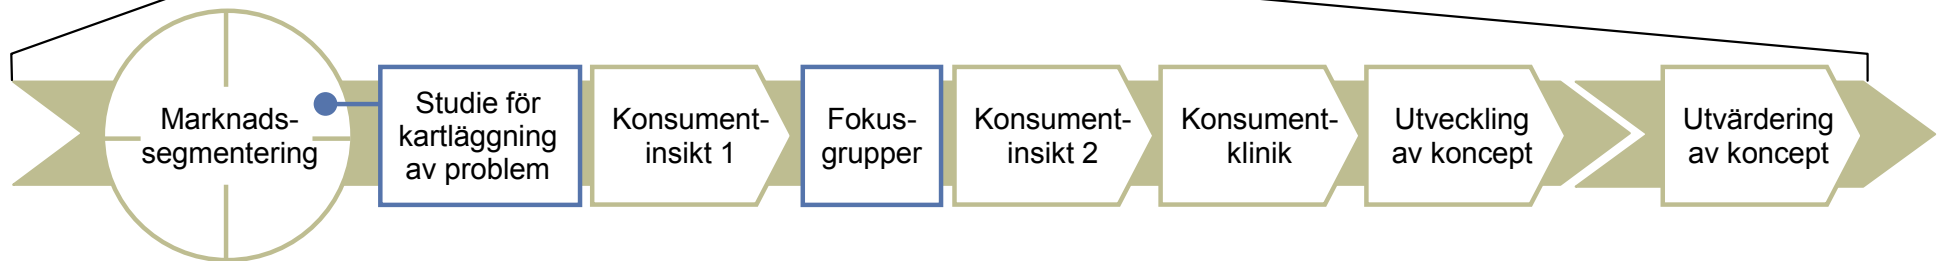 Marknads-
segmentering
Studie för
kartläggning
av problem
Konsument-
insikt 1
Fokus-
grupper
Konsument-
insikt 2
Konsument-
klinik
Utveckling
av koncept
Utvärdering
av koncept